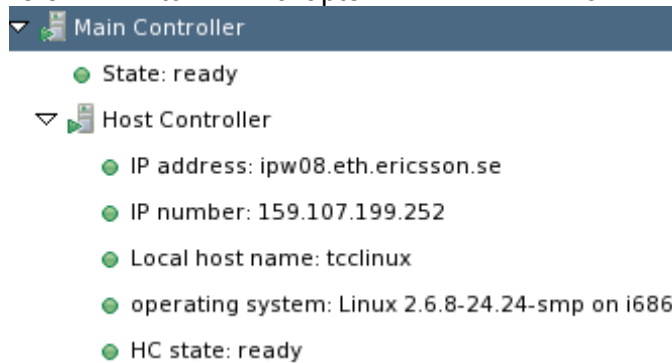 Main Controller
State: ready
Host Controller
IP address: ipw08.eth.ericsson.se
IP number: 159.107.199.252
Local host name: tcclinux
operating system: Linux 2.6.8-24.24-smp on i686
HC state: ready